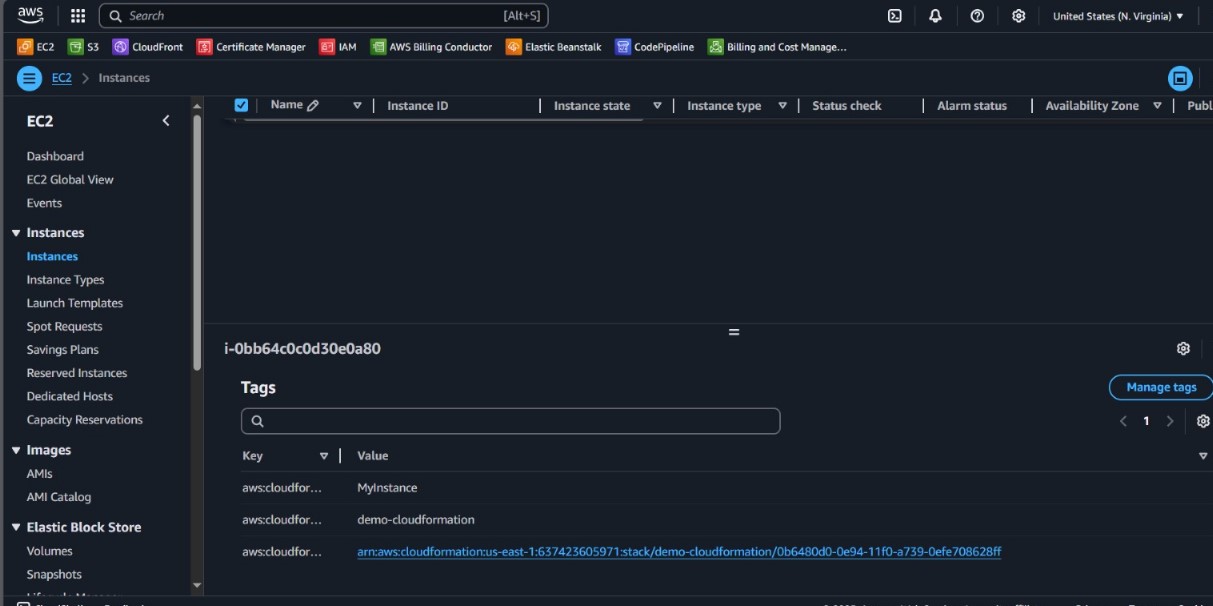 aws
Search [Alt+S] United States (N. Virginia)
EC2 S3 CloudFront Certificate Manager IAM AWS Billing Conductor Elastic Beanstalk CodePipeline Billing and Cost Manage...
EC2 > Instances
EC2
Dashboard
EC2 Global View
Events
Instances
Instances
Instance Types
Launch Templates
Spot Requests
Savings Plans
Reserved Instances
Dedicated Hosts
Capacity Reservations
Images
AMIs
AMI Catalog
Elastic Block Store
Volumes
Snapshots
Name Instance ID Instance state Instance type Status check Alarm status Availability Zone Publ
i-0bb64c0c0d30e0a80
Tags
Manage tags
1
Key Value
aws:cloudfor... MyInstance
aws:cloudfor... demo-cloudformation
aws:cloudfor... arn:aws:cloudformation:us-east-1:637423605971:stack/demo-cloudformation/0b6480d0-0e94-11f0-a739-0efe708628ff